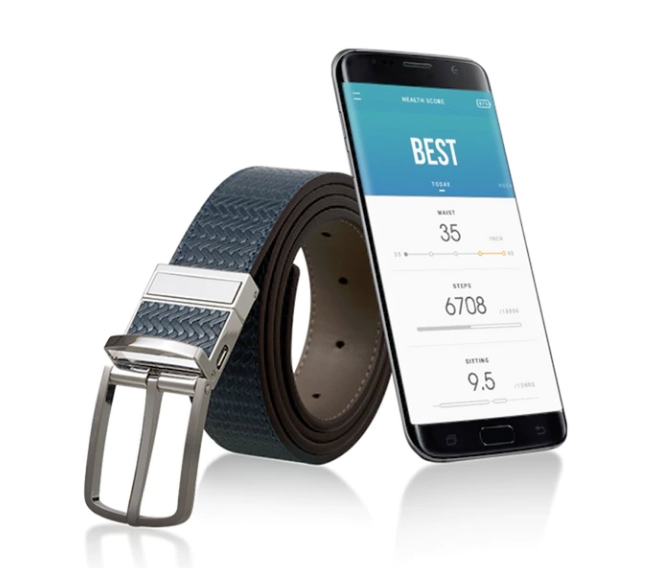 HEALTH SCORE
BEST
TODAY
WAIST
35
INCH
STEPS
6708
SITTING
9.5